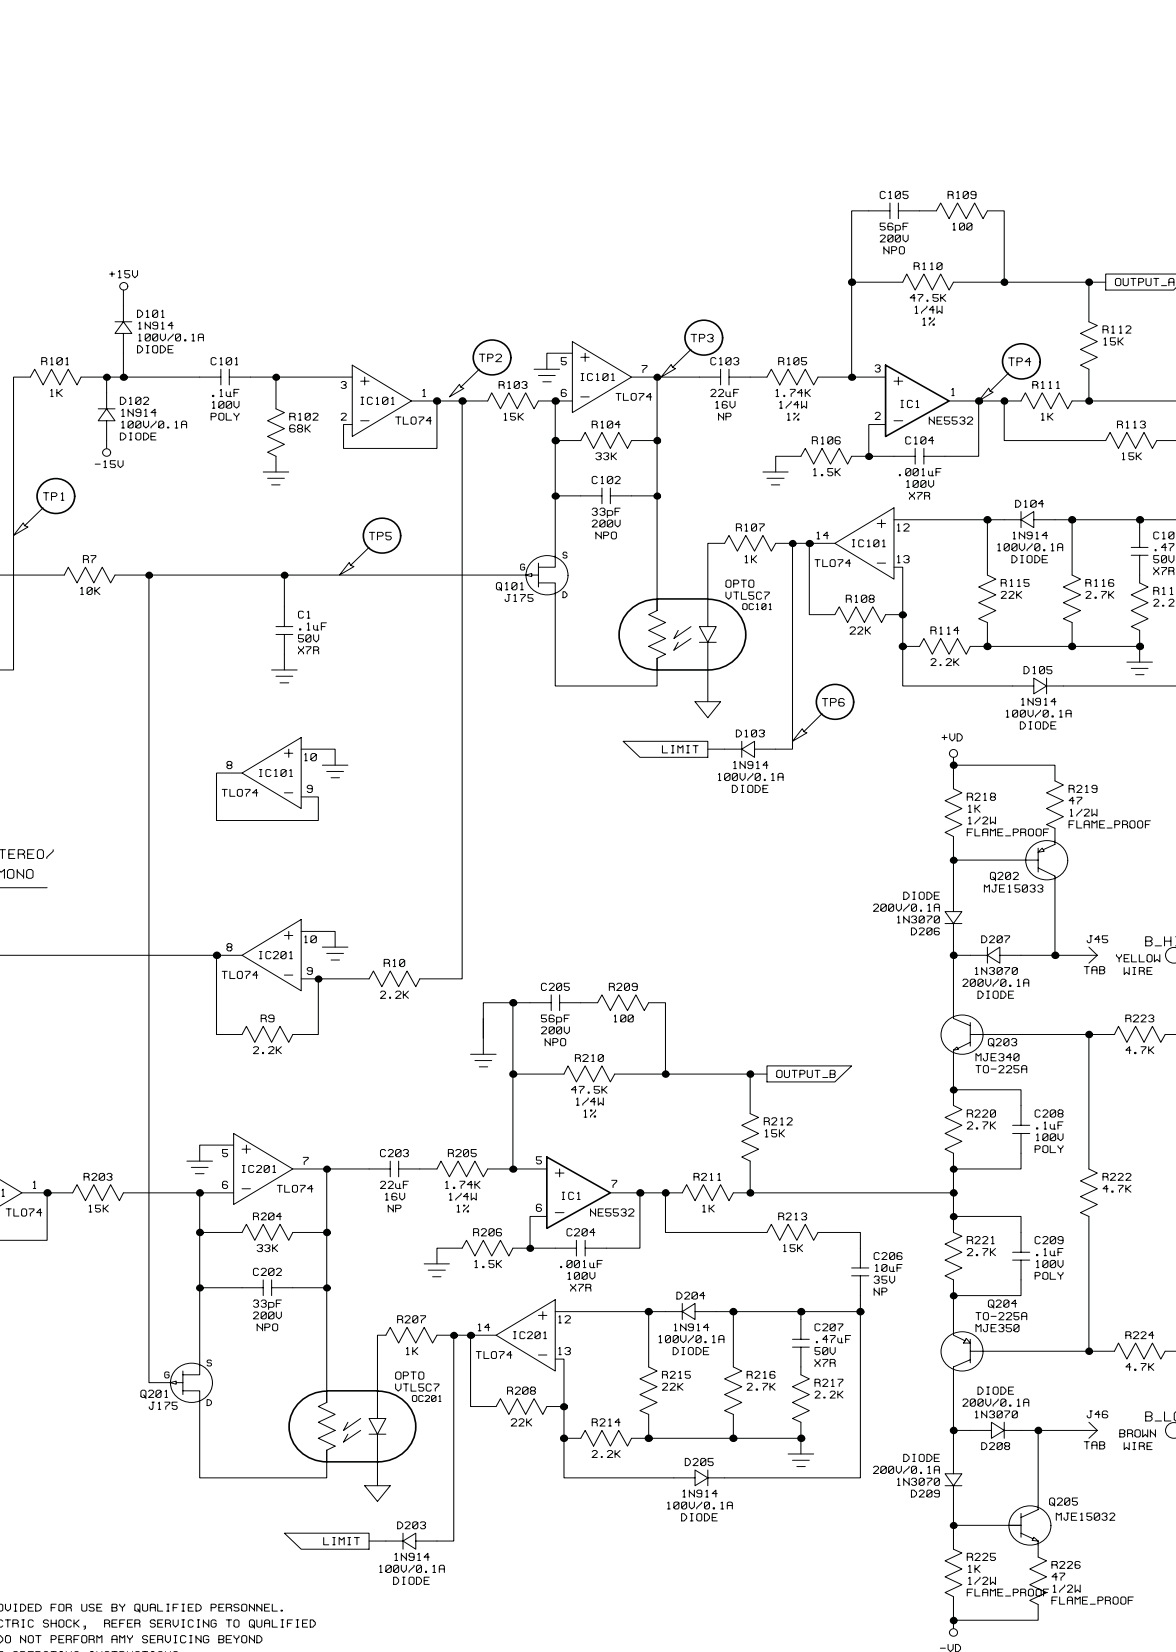 C105
R109
56pF
200V
NPO
100
+15V
R110
OUTPUT_A
47.5K
1/4W
1%
D101
1N914
100V/0.1A
DIODE
TP3
R112
15K
TP2
TP4
R101
1K
C101
.1uF
100V
POLY
3
2
1
IC101
TL074
R103
15K
5
6
7
IC101
TL074
C103
22uF
16V
NP
R105
1.74K
1/4W
1%
3
2
1
IC1
NE5532
R111
1K
D102
1N914
100V/0.1A
DIODE
-15V
R102
68K
R104
33K
R106
1.5K
C104
.001uF
100V
X7R
R113
15K
TP1
C102
33pF
200V
NPO
D104
1N914
100V/0.1A
DIODE
TP5
R107
1K
14
12
13
IC101
TL074
C10
.47
50V
X7R
R7
10K
G
S
D
Q101
J175
OPTO
VTL5C7
OC101
R108
22K
R115
22K
R116
2.7K
R11
2.2
C1
.1uF
50V
X7R
R114
2.2K
D105
1N914
100V/0.1A
DIODE
TP6
LIMIT
D103
1N914
100V/0.1A
DIODE
+VD
8
10
9
IC101
TL074
R218
1K
1/2W
FLAME_PROOF
R219
47
1/2W
FLAME_PROOF
TEREO/
MONO
Q202
MJE15033
DIODE
200V/0.1A
1N3070
D206
8
10
9
IC201
TL074
R10
2.2K
D207
1N3070
200V/0.1A
DIODE
J45
TAB
B_H
YELLOW
WIRE
R9
2.2K
C205
56pF
200V
NPO
R209
100
Q203
MJE340
TO-225A
R223
4.7K
R210
47.5K
1/4W
1%
OUTPUT_B
R212
15K
R220
2.7K
C208
.1uF
100V
POLY
1
TL074
R203
15K
5
6
7
IC201
TL074
C203
22uF
16V
NP
R205
1.74K
1/4W
1%
5
6
7
IC1
NE5532
R211
1K
R222
4.7K
R204
33K
R206
1.5K
C204
.001uF
100V
X7R
R213
15K
R221
2.7K
C209
.1uF
100V
POLY
C206
10uF
35V
NP
C202
33pF
200V
NPO
D204
1N914
100V/0.1A
DIODE
Q204
TO-225A
MJE350
R207
1K
14
12
13
IC201
TL074
C207
.47uF
50V
X7R
R224
4.7K
G
S
D
Q201
J175
OPTO
VTL5C7
OC201
R208
22K
R215
22K
R216
2.7K
R217
2.2K
DIODE
200V/0.1A
1N3070
D208
J46
TAB
B_L
BROWN
WIRE
R214
2.2K
D205
1N914
100V/0.1A
DIODE
DIODE
200V/0.1A
1N3070
D209
Q205
MJE15032
LIMIT
D203
1N914
100V/0.1A
DIODE
R225
1K
1/2W
FLAME_PROOF
R226
47
1/2W
FLAME_PROOF
OVIDED FOR USE BY QUALIFIED PERSONNEL.
CTRIC SHOCK, REFER SERVICING TO QUALIFIED
DO NOT PERFORM ANY SERVICING BEYOND
-VD